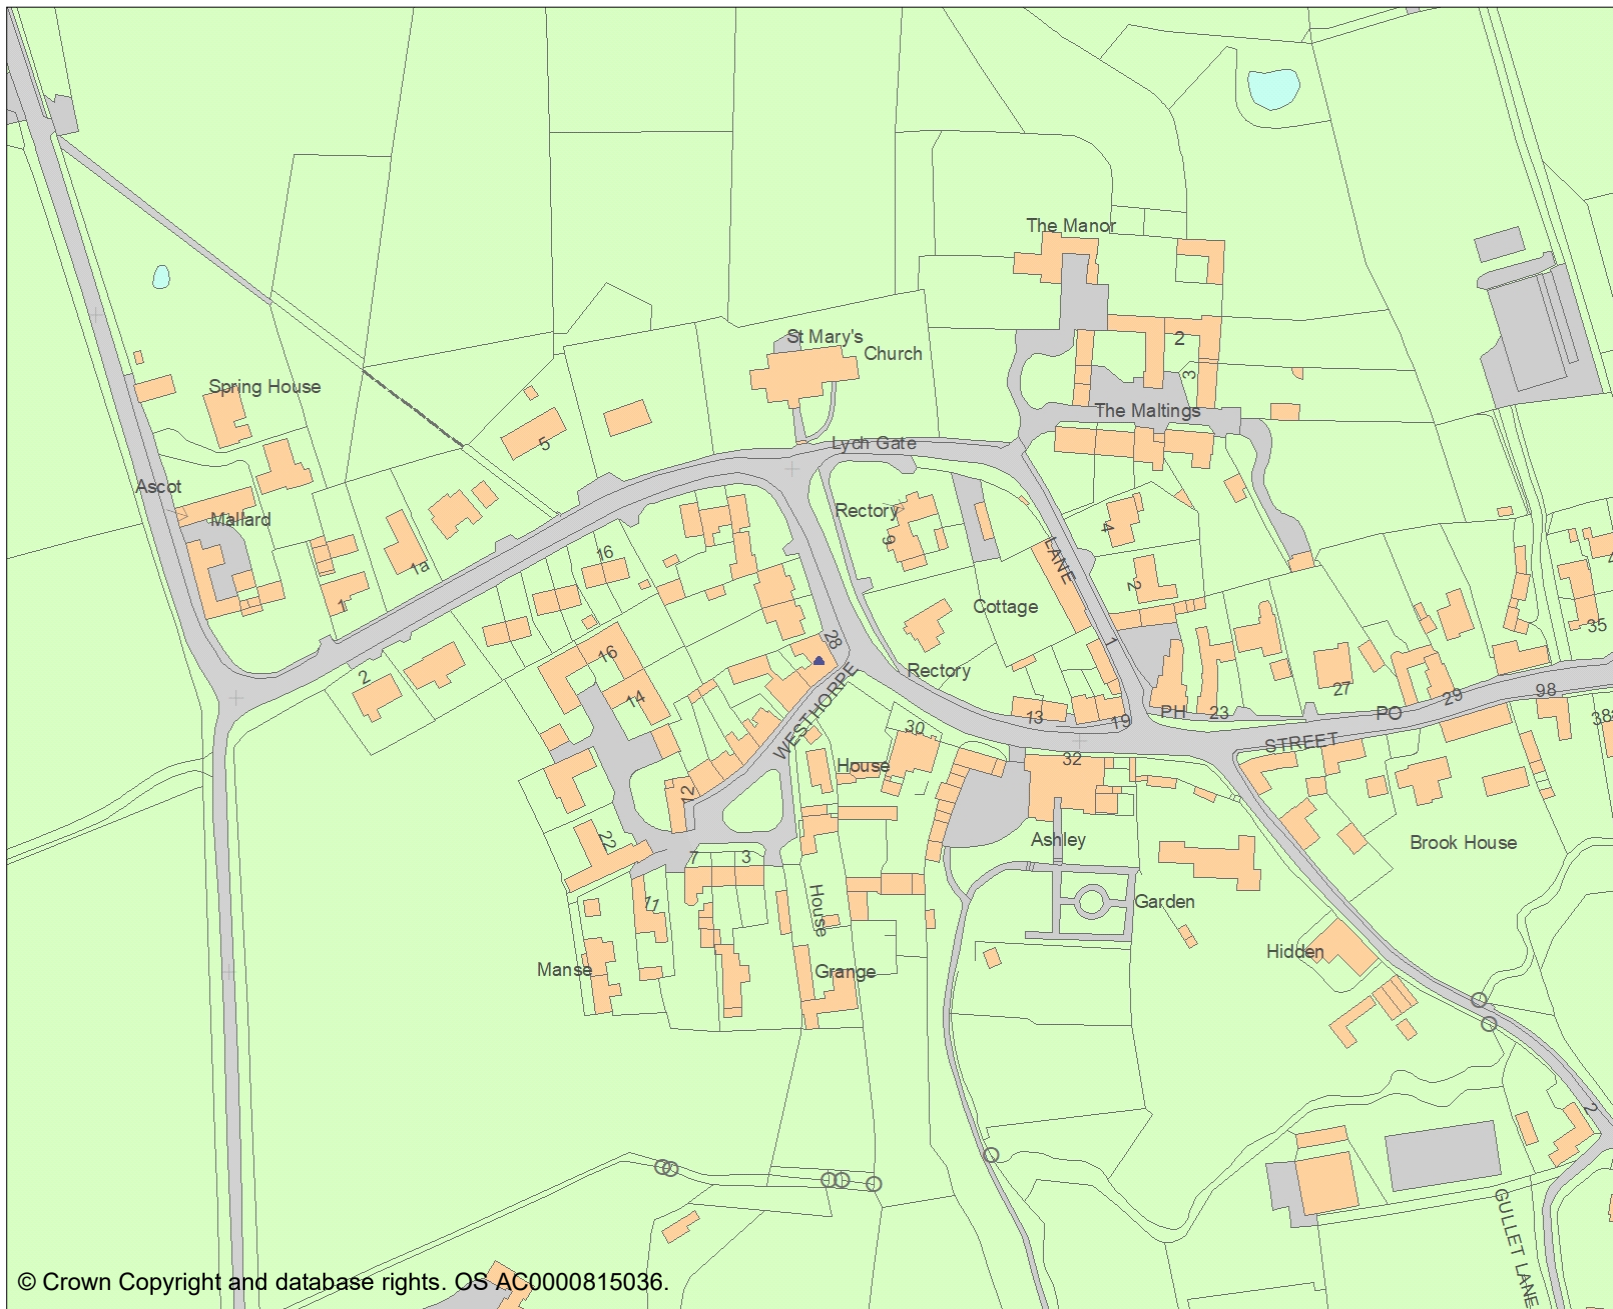 The Manor
St Mary's
Church
2
3
Spring House
The Maltings
5
Lych Gate
Ascot
Mallard
Rectory
9
4
LANE
16
1a
1
2
Cottage
1
28
35
16
2
14
Rectory
27
29
98
13
19
PH
23
PO
38a
WESTHORPE
30
STREET
House
32
12
22
7
3
Ashley
Brook House
11
House
Garden
Manse
Grange
Hidden
2
GULLET LANE
© Crown Copyright and database rights. OS AC0000815036.